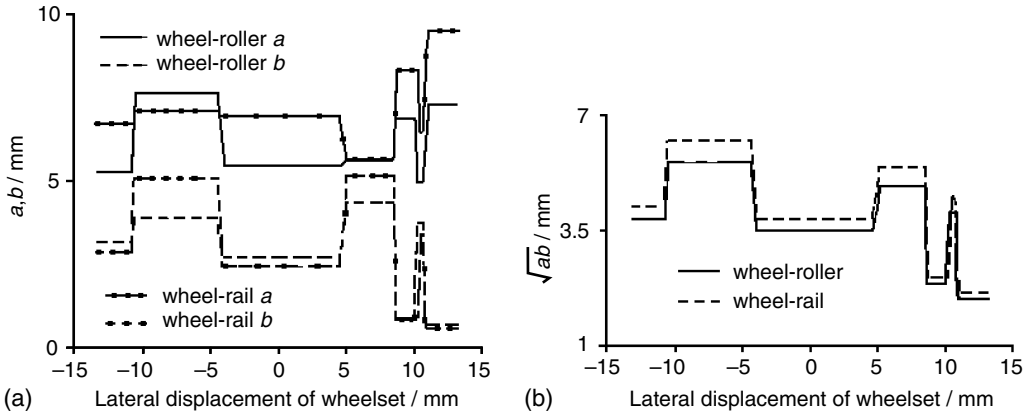 10
wheel-roller a
wheel-roller b
a,b / mm
5
wheel-rail a
wheel-rail b
0
–15 –10 –5 0 5 10 15
(a) Lateral displacement of wheelset / mm
7
√ab / mm
3.5
wheel-roller
wheel-rail
1
–15 –10 –5 0 5 10 15
(b) Lateral displacement of wheelset / mm